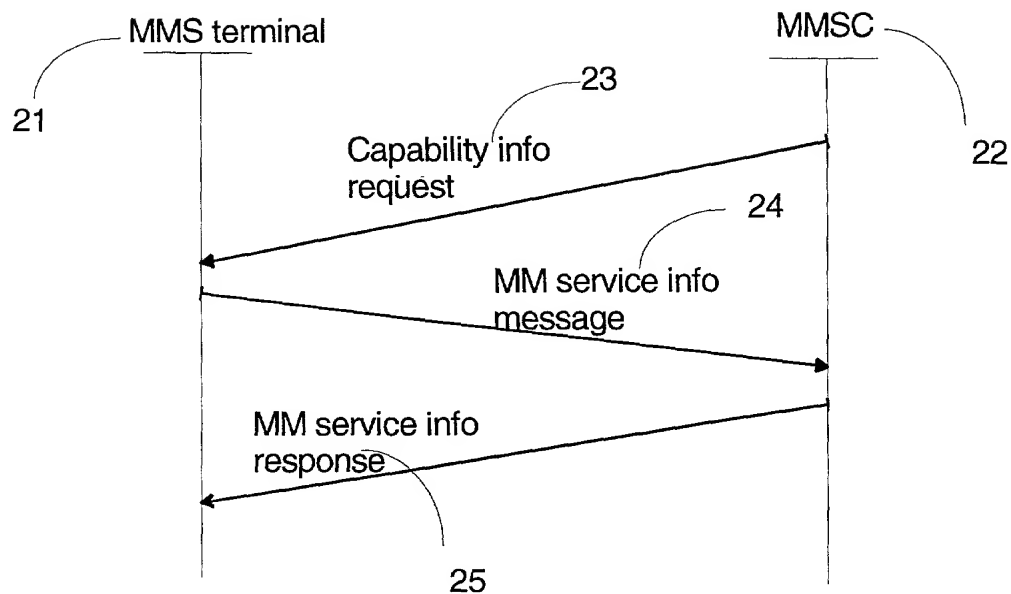 MMS terminal
MMSC
21
22
23
Capability info
request
24
MM service info
message
MM service info
response
25